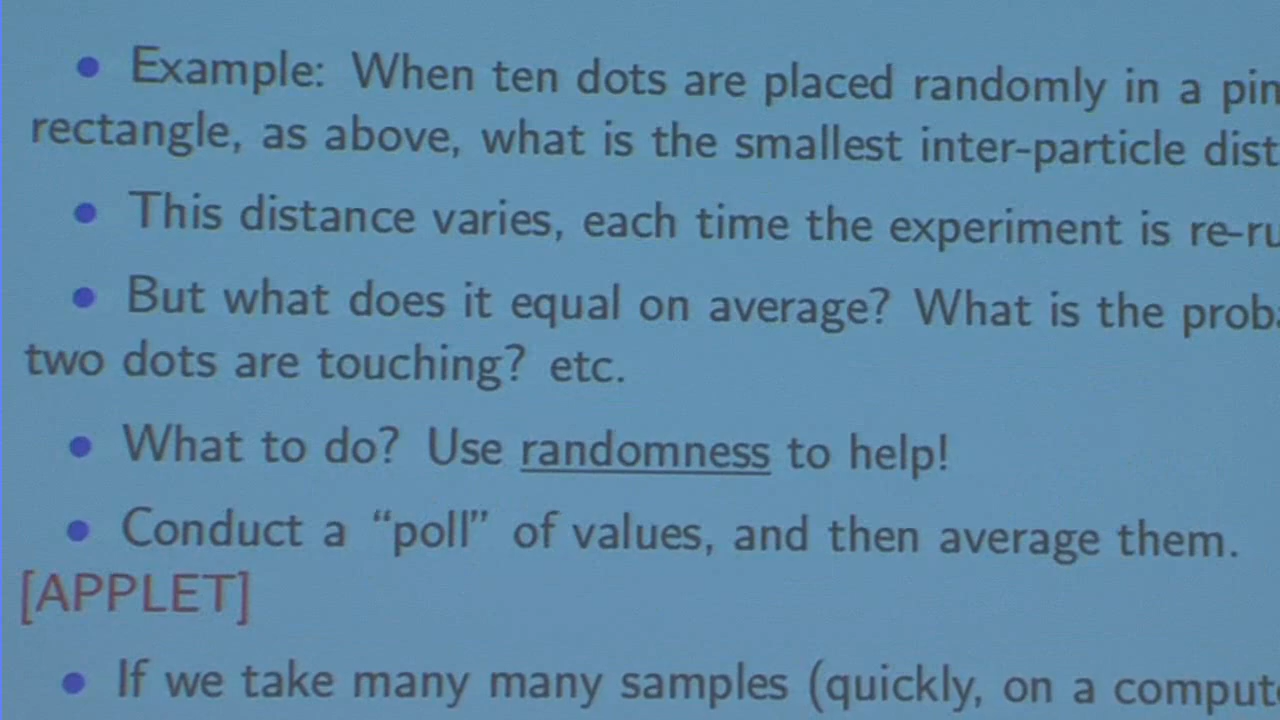 • Example: When ten dots are placed randomly in a
rectangle, as above, what is the smallest inter-particle
• This distance varies, each time the experiment is
• But what does it equal on average? What is the
two dots are touching? etc.
• What to do? Use randomness to help!
• Conduct a “poll” of values, and then average them.
[APPLET]
• If we take many many samples (quickly, on a